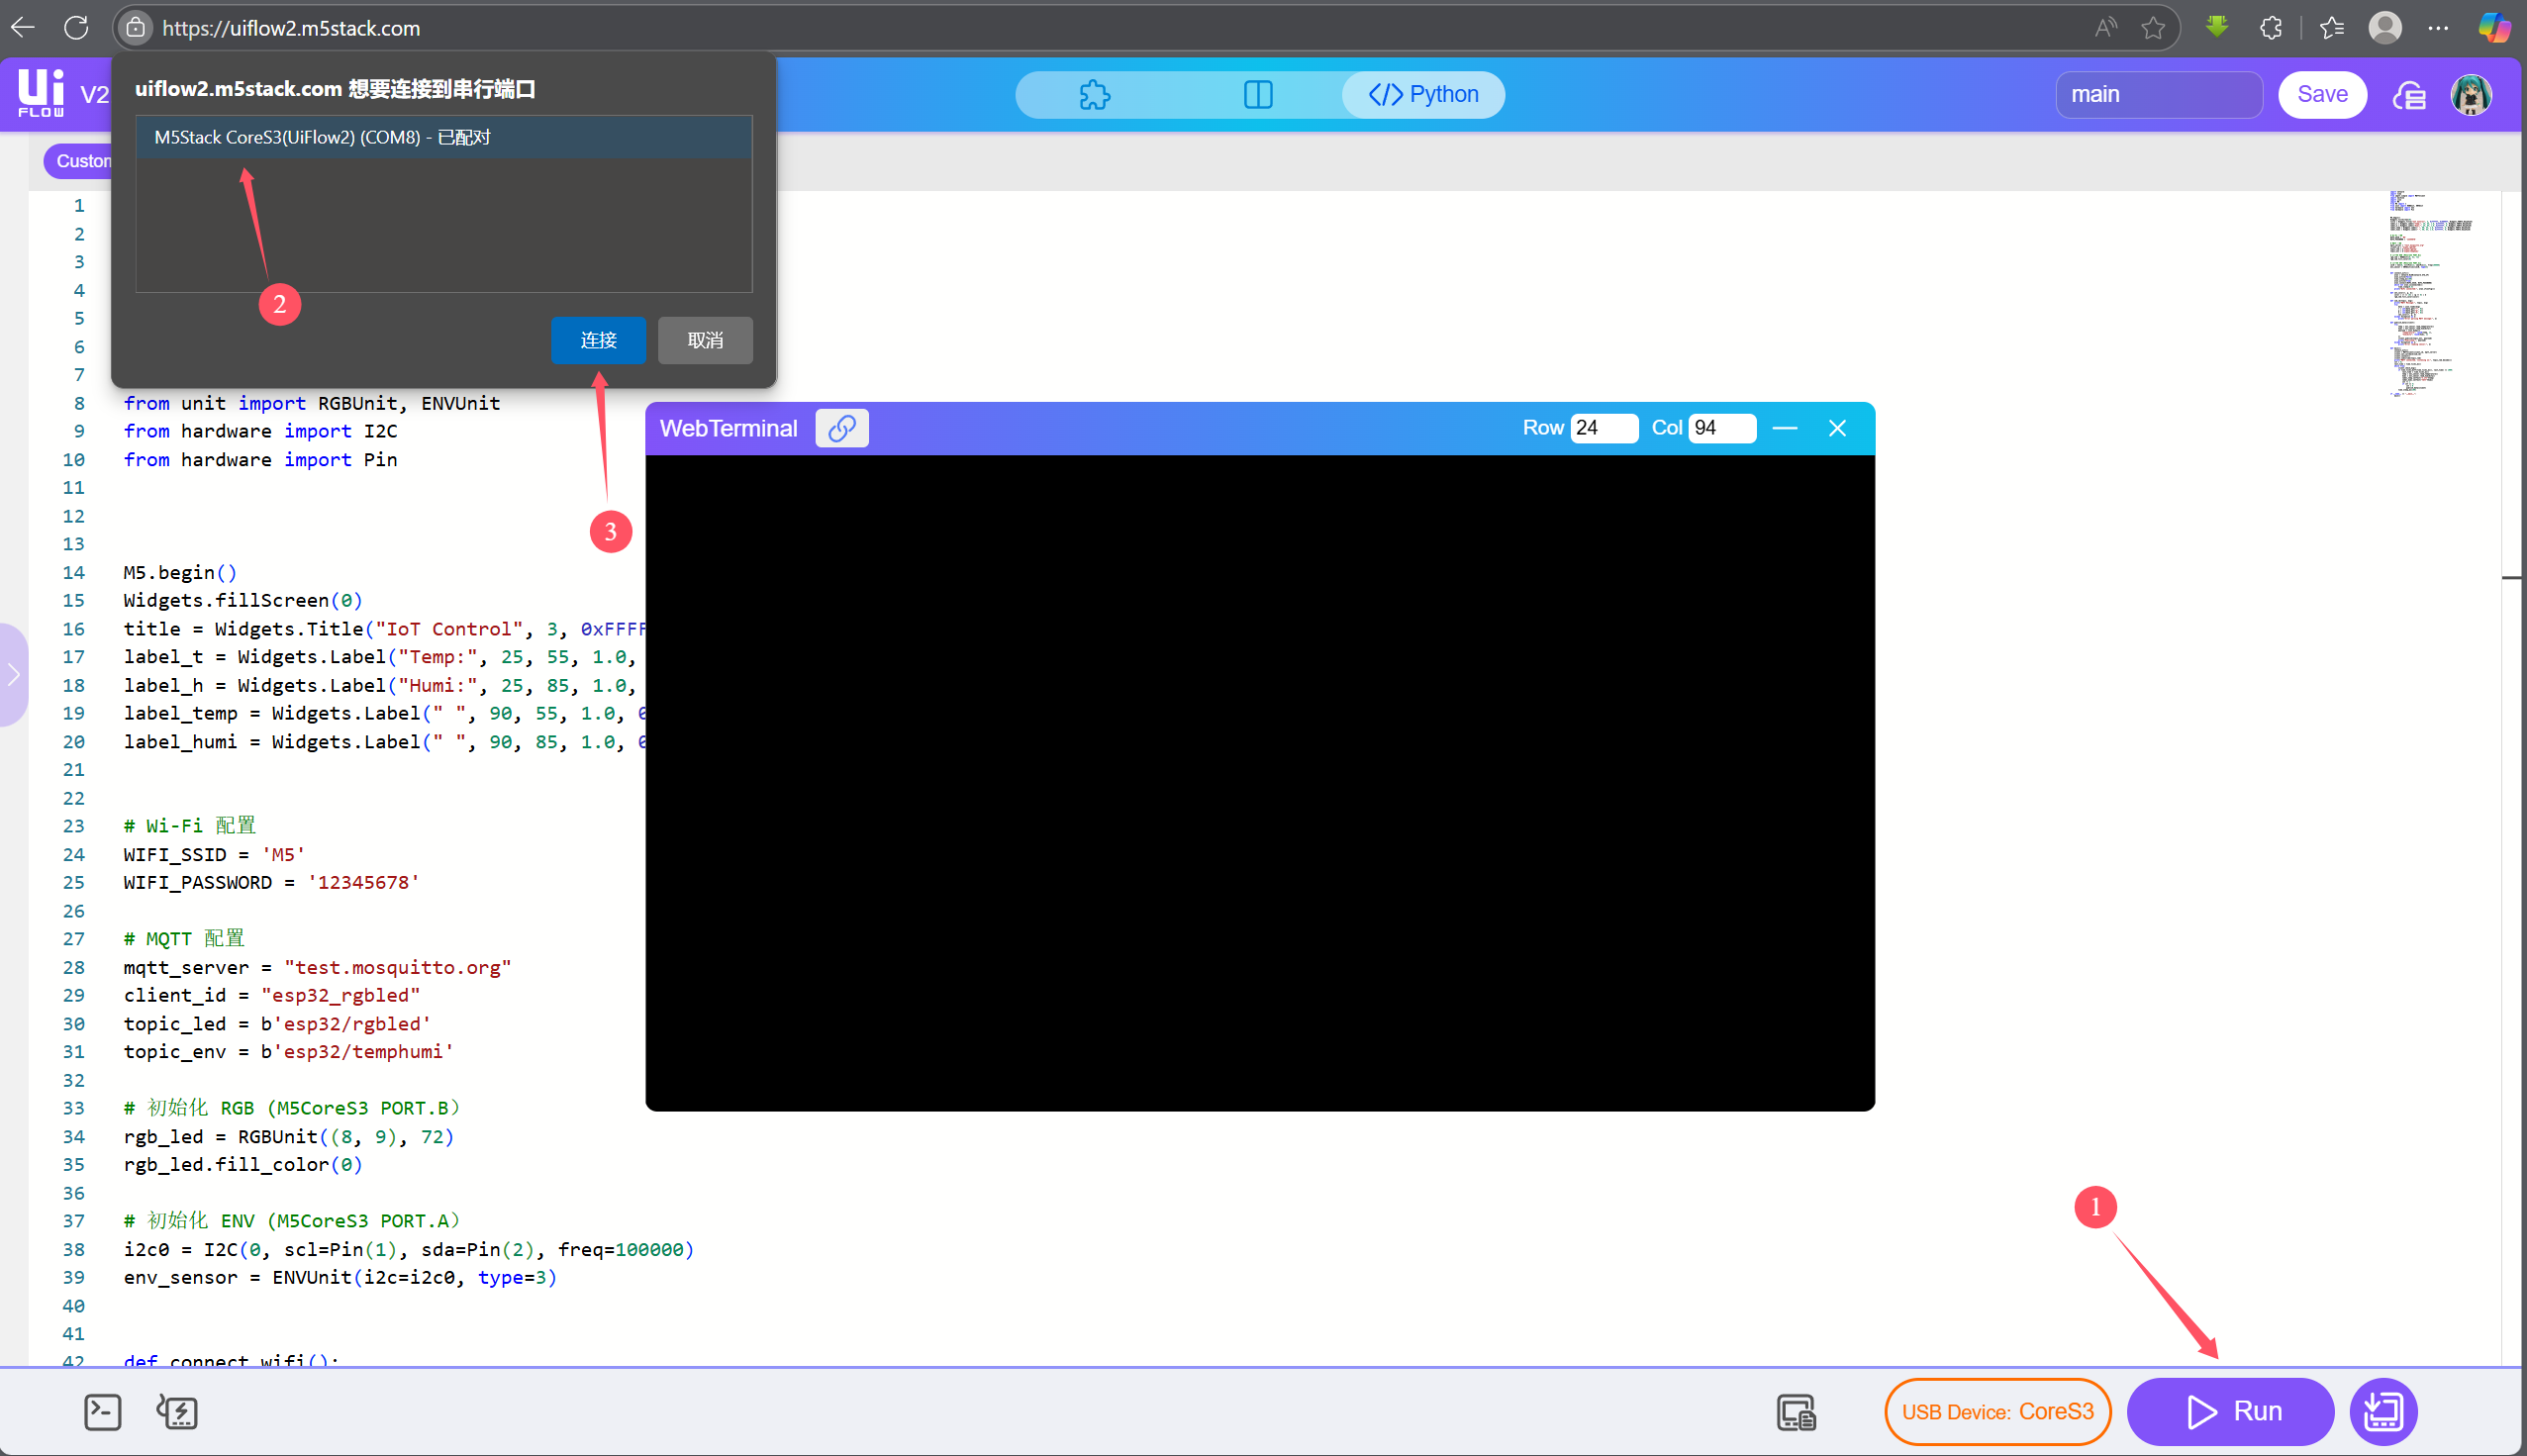 https://uiflow2.m5stack.com
Ui FLOW V2
uiflow2.m5stack.com 想要连接到串行端口
M5Stack CoreS3(UiFlow2) (COM8) - 已配对
2
连接 取消
3
</> Python
main
Save
Custom
1
2
3
4
5
6
7
8 from unit import RGBUnit, ENVUnit
9 from hardware import I2C
10 from hardware import Pin
11
12
13
14 M5.begin()
15 Widgets.fillScreen(0)
16 title = Widgets.Title("IoT Control", 3, 0xFFFF
17 label_t = Widgets.Label("Temp:", 25, 55, 1.0,
18 label_h = Widgets.Label("Humi:", 25, 85, 1.0,
19 label_temp = Widgets.Label(" ", 90, 55, 1.0, 0
20 label_humi = Widgets.Label(" ", 90, 85, 1.0, 0
21
22
23 # Wi-Fi 配置
24 WIFI_SSID = 'M5'
25 WIFI_PASSWORD = '12345678'
26
27 # MQTT 配置
28 mqtt_server = "test.mosquitto.org"
29 client_id = "esp32_rgbled"
30 topic_led = b'esp32/rgbled'
31 topic_env = b'esp32/temphumi'
32
33 # 初始化 RGB (M5CoreS3 PORT.B)
34 rgb_led = RGBUnit((8, 9), 72)
35 rgb_led.fill_color(0)
36
37 # 初始化 ENV (M5CoreS3 PORT.A)
38 i2c0 = I2C(0, scl=Pin(1), sda=Pin(2), freq=100000)
39 env_sensor = ENVUnit(i2c=i2c0, type=3)
40
41
42 def connect_wifi():
WebTerminal
Row 24 Col 94
1
USB Device: CoreS3
Run